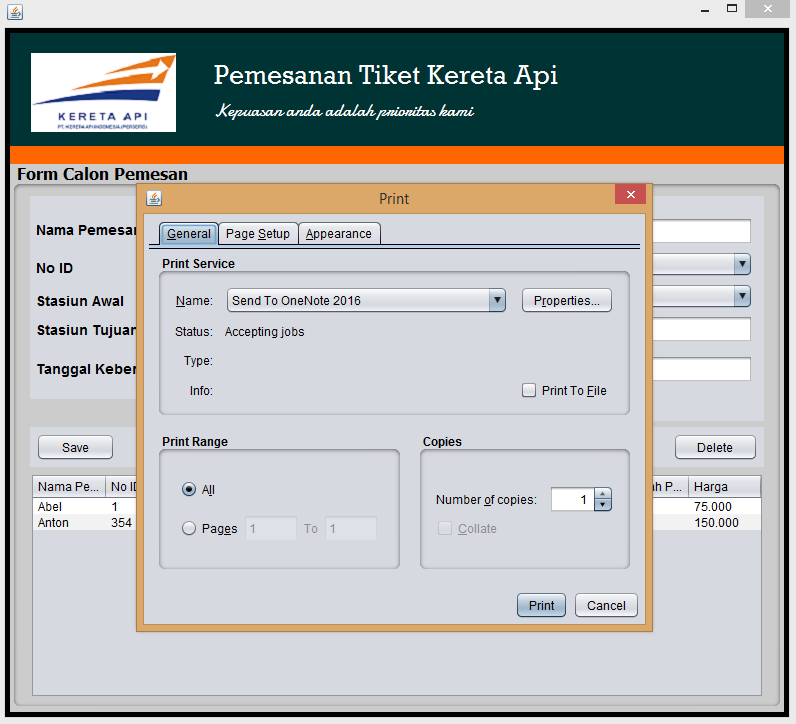 KERETA API
PT. KERETA API INDONESIA (PERSERO)
Pemesanan Tiket Kereta Api
Kepuasan anda adalah prioritas kami
Form Calon Pemesan
Print
General Page Setup Appearance
Print Service
Name: Send To OneNote 2016 Properties...
Status: Accepting jobs
Type:
Info: Print To File
Print Range
All
Pages 1 To 1
Copies
Number of copies: 1
Collate
Print Cancel
Nama Pemesan
No ID
Stasiun Awal
Stasiun Tujuan
Tanggal Keber
Save Delete
Nama Pe... No ID ah P... Harga
Abel 1 75.000
Anton 354 150.000